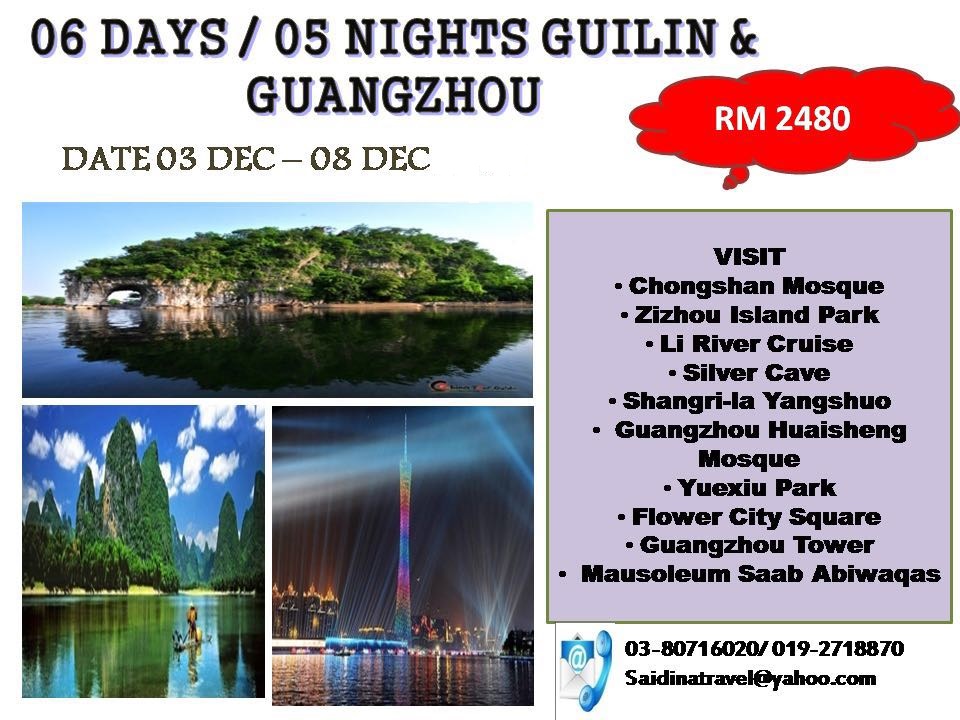 06 DAYS / 05 NIGHTS GUILIN &
GUANGZHOU
RM 2480
DATE 03 DEC – 08 DEC
VISIT
• Chongshan Mosque
• Zizhou Island Park
• Li River Cruise
• Silver Cave
• Shangri-la Yangshuo
• Guangzhou Huaisheng
Mosque
• Yuexiu Park
• Flower City Square
• Guangzhou Tower
• Mausoleum Saab Abiwaqas
03-80716020/ 019-2718870
Saidinatravel@yahoo.com